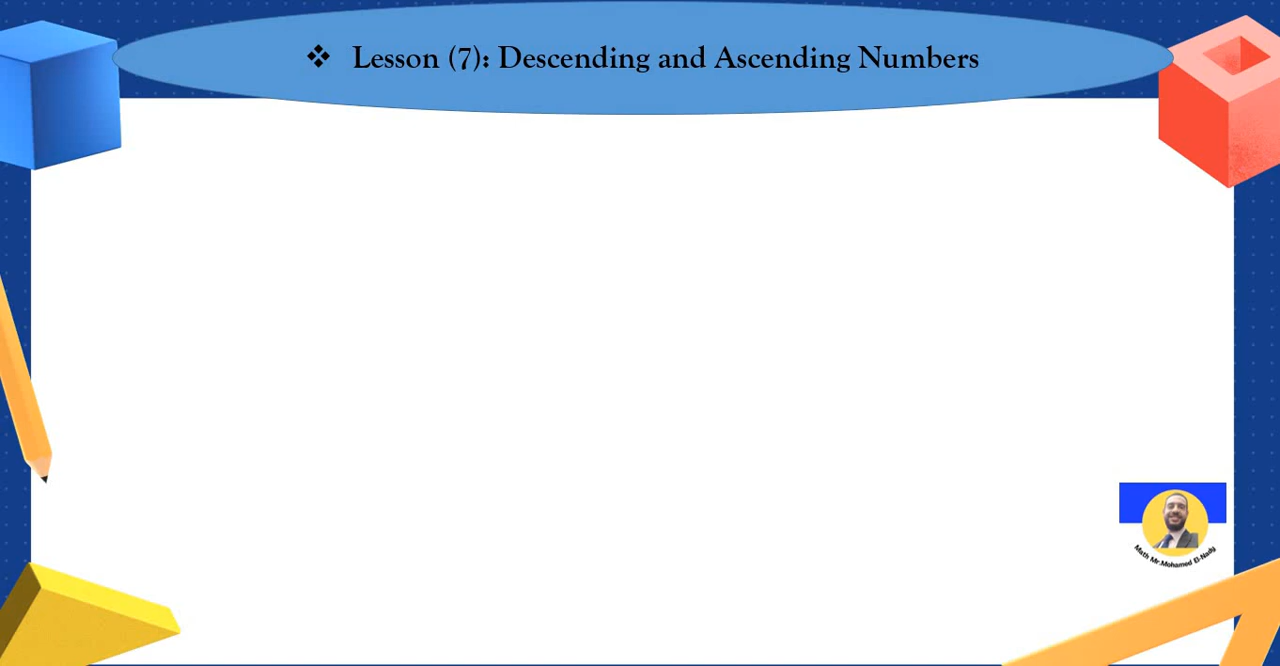 ❖ Lesson (7): Descending and Ascending Numbers
Math Mr.Mohamed El-Nady